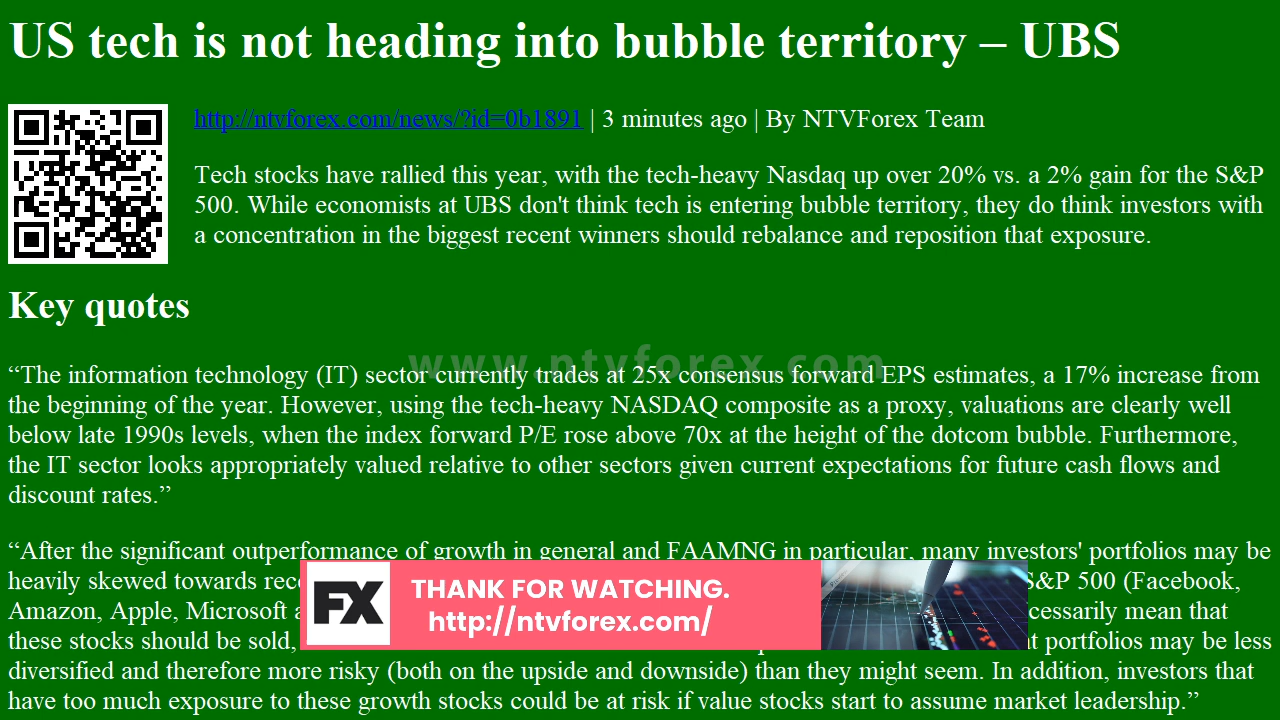 US tech is not heading into bubble territory – UBS
http://ntvforex.com/news/?id=0b1891 | 3 minutes ago | By NTVForex Team
Tech stocks have rallied this year, with the tech-heavy Nasdaq up over 20% vs. a 2% gain for the S&P
500. While economists at UBS don't think tech is entering bubble territory, they do think investors with
a concentration in the biggest recent winners should rebalance and reposition that exposure.
Key quotes
www.ntvforex.com
“The information technology (IT) sector currently trades at 25x consensus forward EPS estimates, a 17% increase from
the beginning of the year. However, using the tech-heavy NASDAQ composite as a proxy, valuations are clearly well
below late 1990s levels, when the index forward P/E rose above 70x at the height of the dotcom bubble. Furthermore,
the IT sector looks appropriately valued relative to other sectors given current expectations for future cash flows and
discount rates.”
“After the significant outperformance of growth in general and FAAMNG in particular, many investors' portfolios may be
heavily skewed towards S&P 500 (Facebook,
Amazon, Apple, Microsoft mean that
these stocks should be sold, portfolios may be less
diversified and therefore more risky (both on the upside and downside) than they might seem. In addition, investors that
have too much exposure to these growth stocks could be at risk if value stocks start to assume market leadership.”
FX
THANK FOR WATCHING.
http://ntvforex.com/